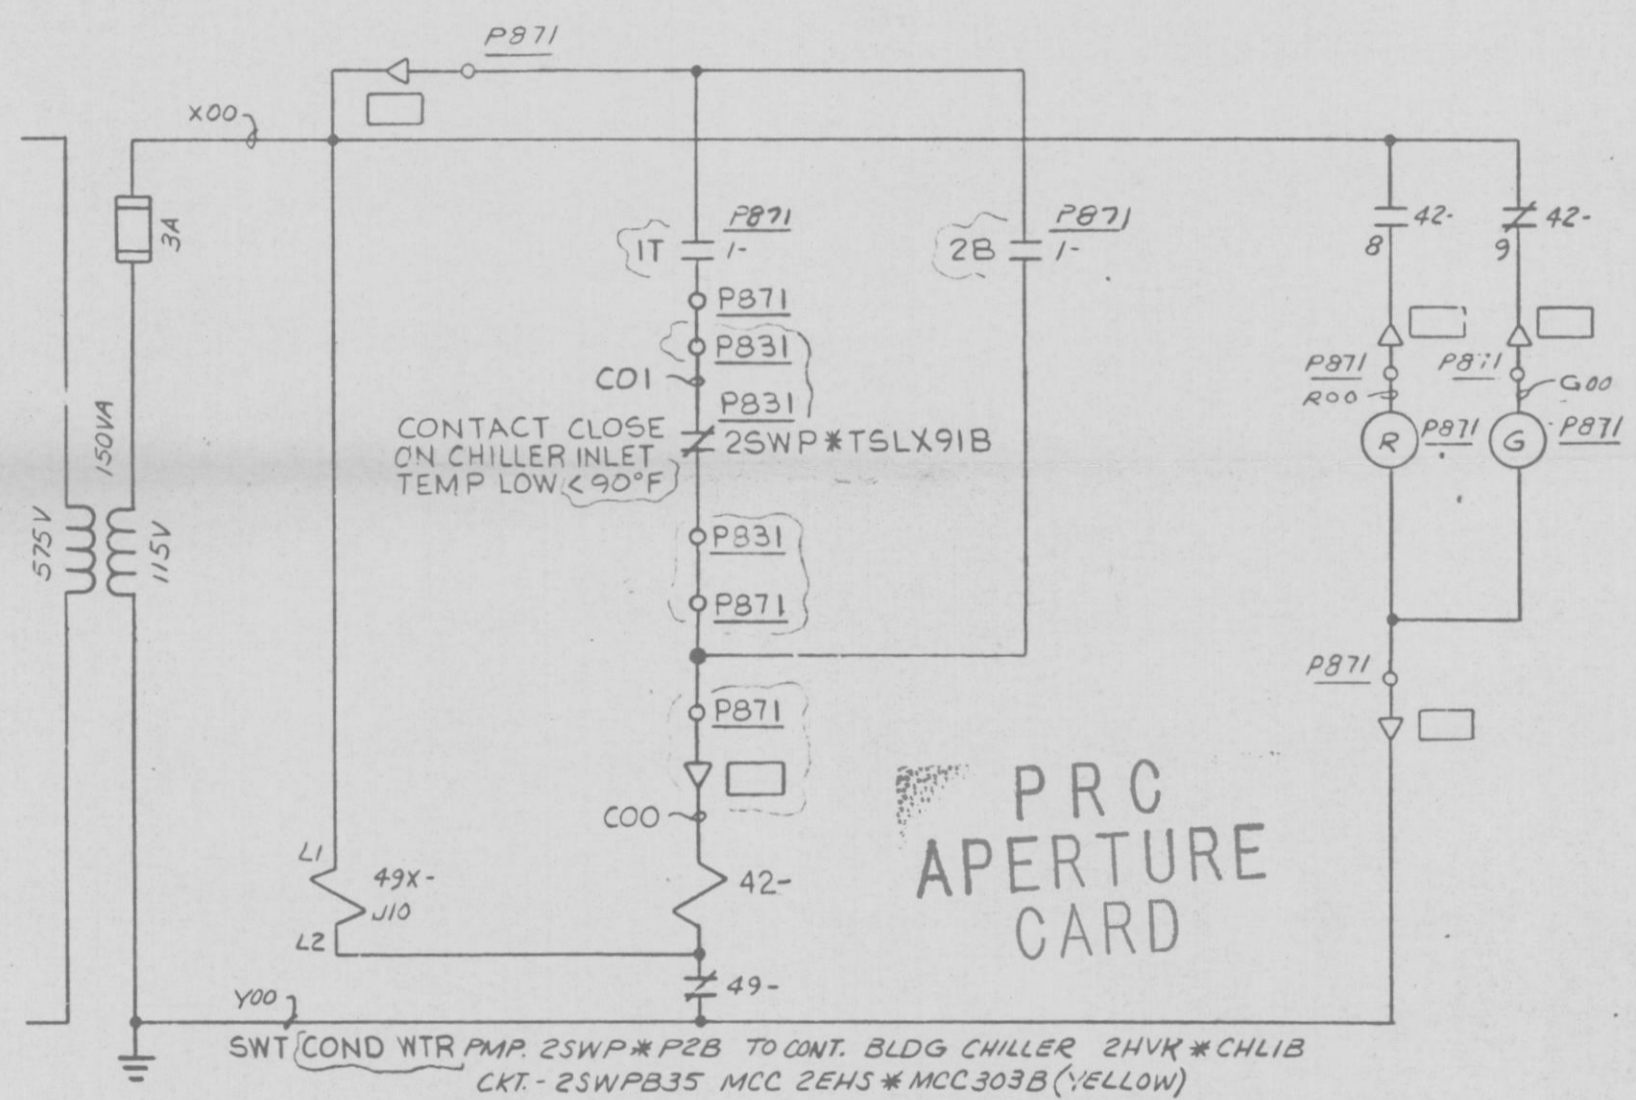 P871
X00
3A
P871
1T
1-
P871
2B
1-
42-
8
42-
9
P871
P831
C01
P831
CONTACT CLOSE
ON CHILLER INLET
TEMP LOW <90°F
2SWP*TSLX91B
P871
R00
P871
G00
R
P871
G
P871
150VA
575V
115V
P831
P871
P871
P871
C00
L1
49X-
J10
L2
42-
49-
PRC
APERTURE
CARD
Y00
SWT COND WTR PMP. 2SWP*P2B TO CONT. BLDG CHILLER 2HVK*CHL1B
CKT.- 2SWPB35 MCC 2EHS*MCC303B (YELLOW)